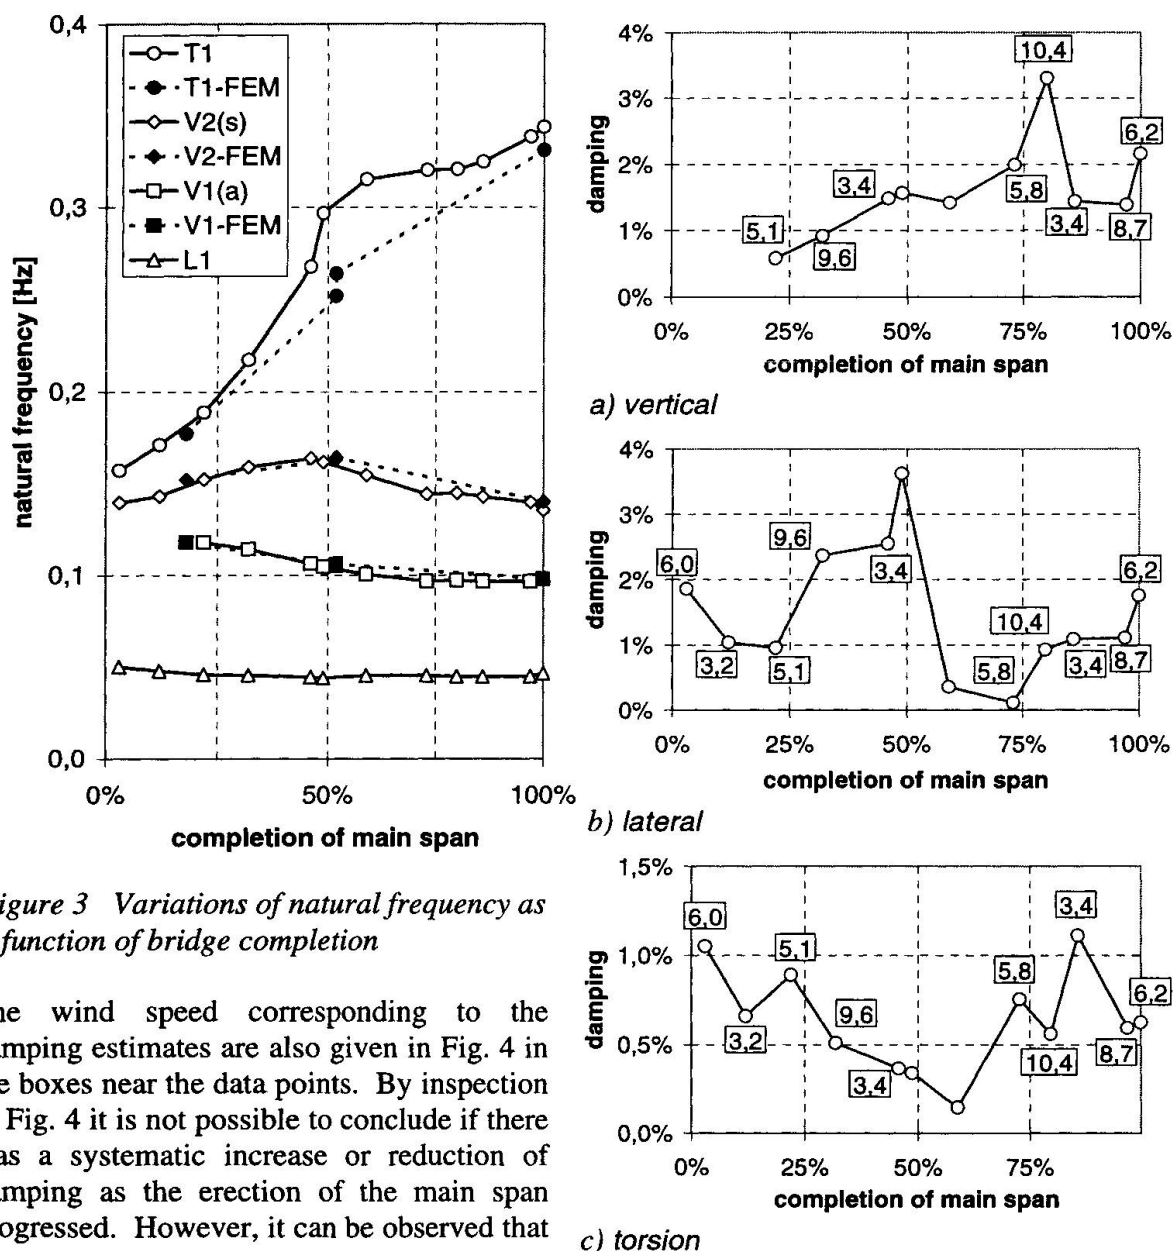 0,4
0,3
0,2
0,1
0,0
natural frequency [Hz]
T1
T1-FEM
V2(s)
V2-FEM
V1(a)
V1-FEM
L1
0% 50% 100%
completion of main span
igure 3 Variations of natural frequency as
function of bridge completion
he wind speed corresponding to the
amping estimates are also given in Fig. 4 in
e boxes near the data points. By inspection
Fig. 4 it is not possible to conclude if there
as a systematic increase or reduction of
amping as the erection of the main span
ogressed. However, it can be observed that
4%
3%
2%
1%
0%
damping
5,1
9,6
3,4
5,8
10,4
3,4
8,7
6,2
0% 25% 50% 75% 100%
completion of main span
a) vertical
4%
3%
2%
1%
0%
damping
6,0
3,2
5,1
9,6
3,4
5,8
10,4
3,4
8,7
6,2
0% 25% 50% 75% 100%
completion of main span
b) lateral
1,5%
1,0%
0,5%
0,0%
damping
6,0
3,2
5,1
9,6
3,4
5,8
10,4
3,4
8,7
6,2
0% 25% 50% 75%
completion of main span
c) torsion